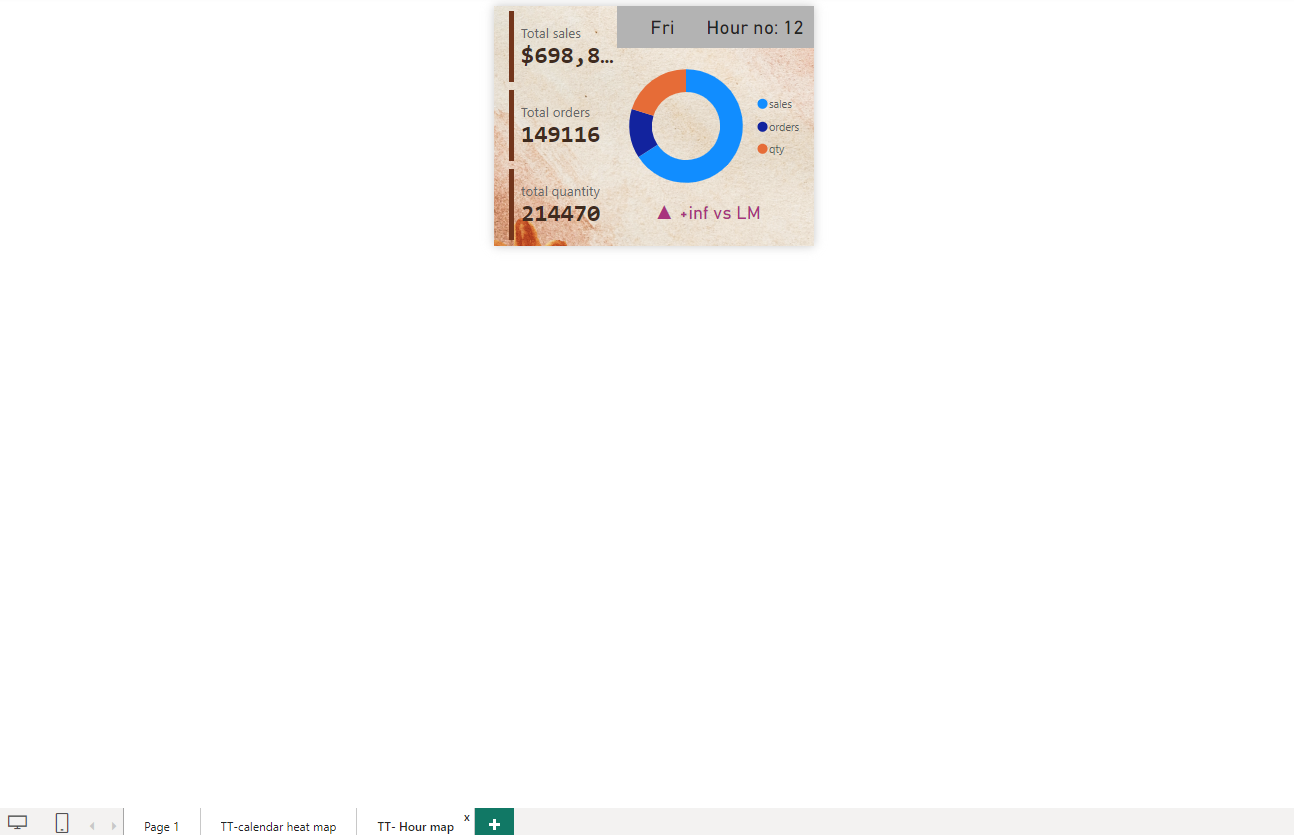 Total sales
$698,8…
Total orders
149116
total quantity
214470
Fri Hour no: 12
sales
orders
qty
▲ +inf vs LM
Page 1 TT-calendar heat map TT- Hour map x +